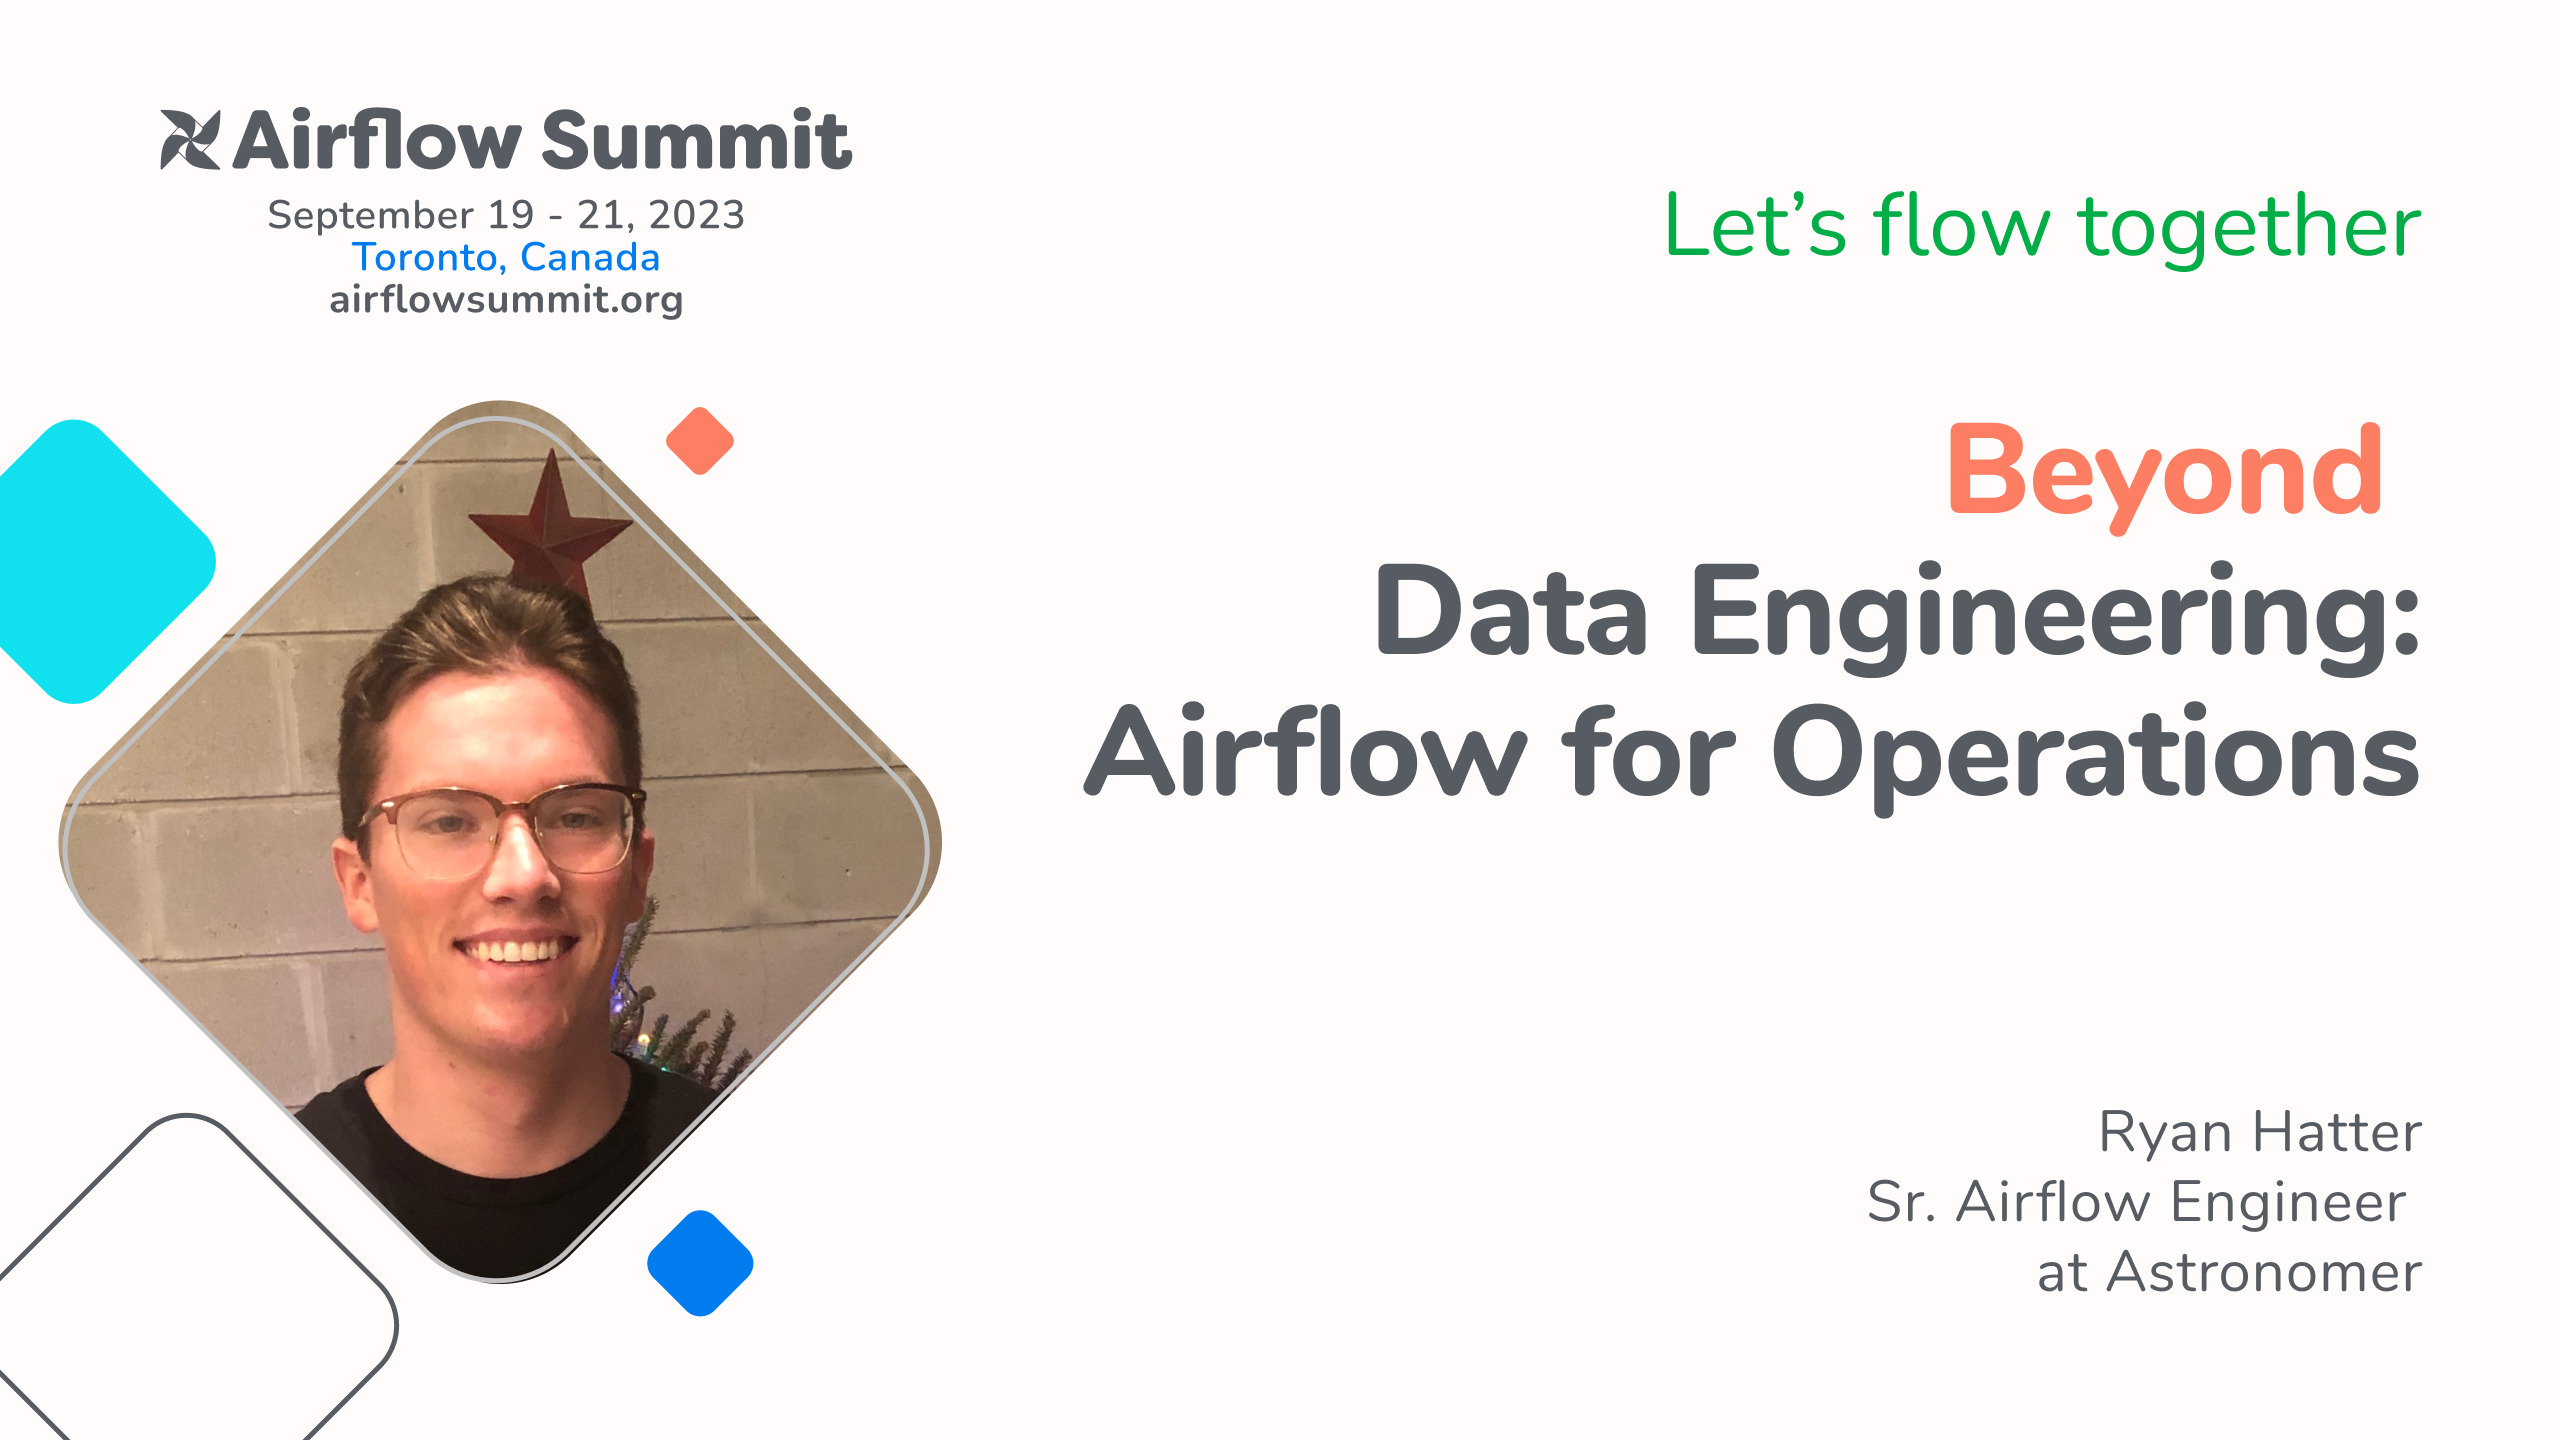 Airflow Summit
September 19 - 21, 2023
Toronto, Canada
airflowsummit.org
Let’s flow together
Beyond
Data Engineering:
Airflow for Operations
Ryan Hatter
Sr. Airflow Engineer
at Astronomer